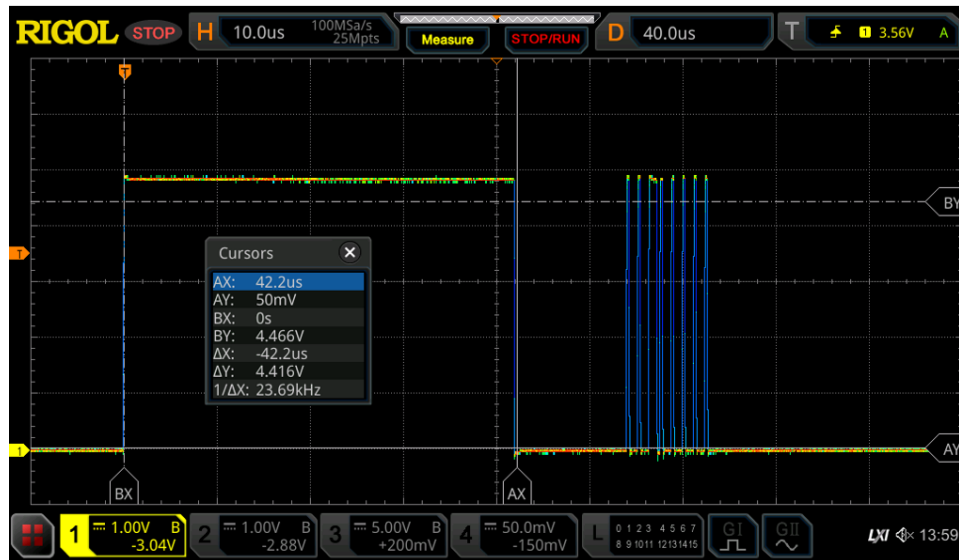 RIGOL STOP H 10.0us 100MSa/s 25Mpts Measure STOP/RUN D 40.0us T 1 3.56V A
T
BY
T
Cursors
AX: 42.2us
AY: 50mV
BX: 0s
BY: 4.466V
ΔX: -42.2us
ΔY: 4.416V
1/ΔX: 23.69kHz
1
AY
BX AX
1 1.00V B -3.04V 2 1.00V B -2.88V 3 5.00V B +200mV 4 50.0mV -150mV L 0 1 2 3 4 5 6 7 8 9 10 11 12 13 14 15 GI GII LXI 13:59